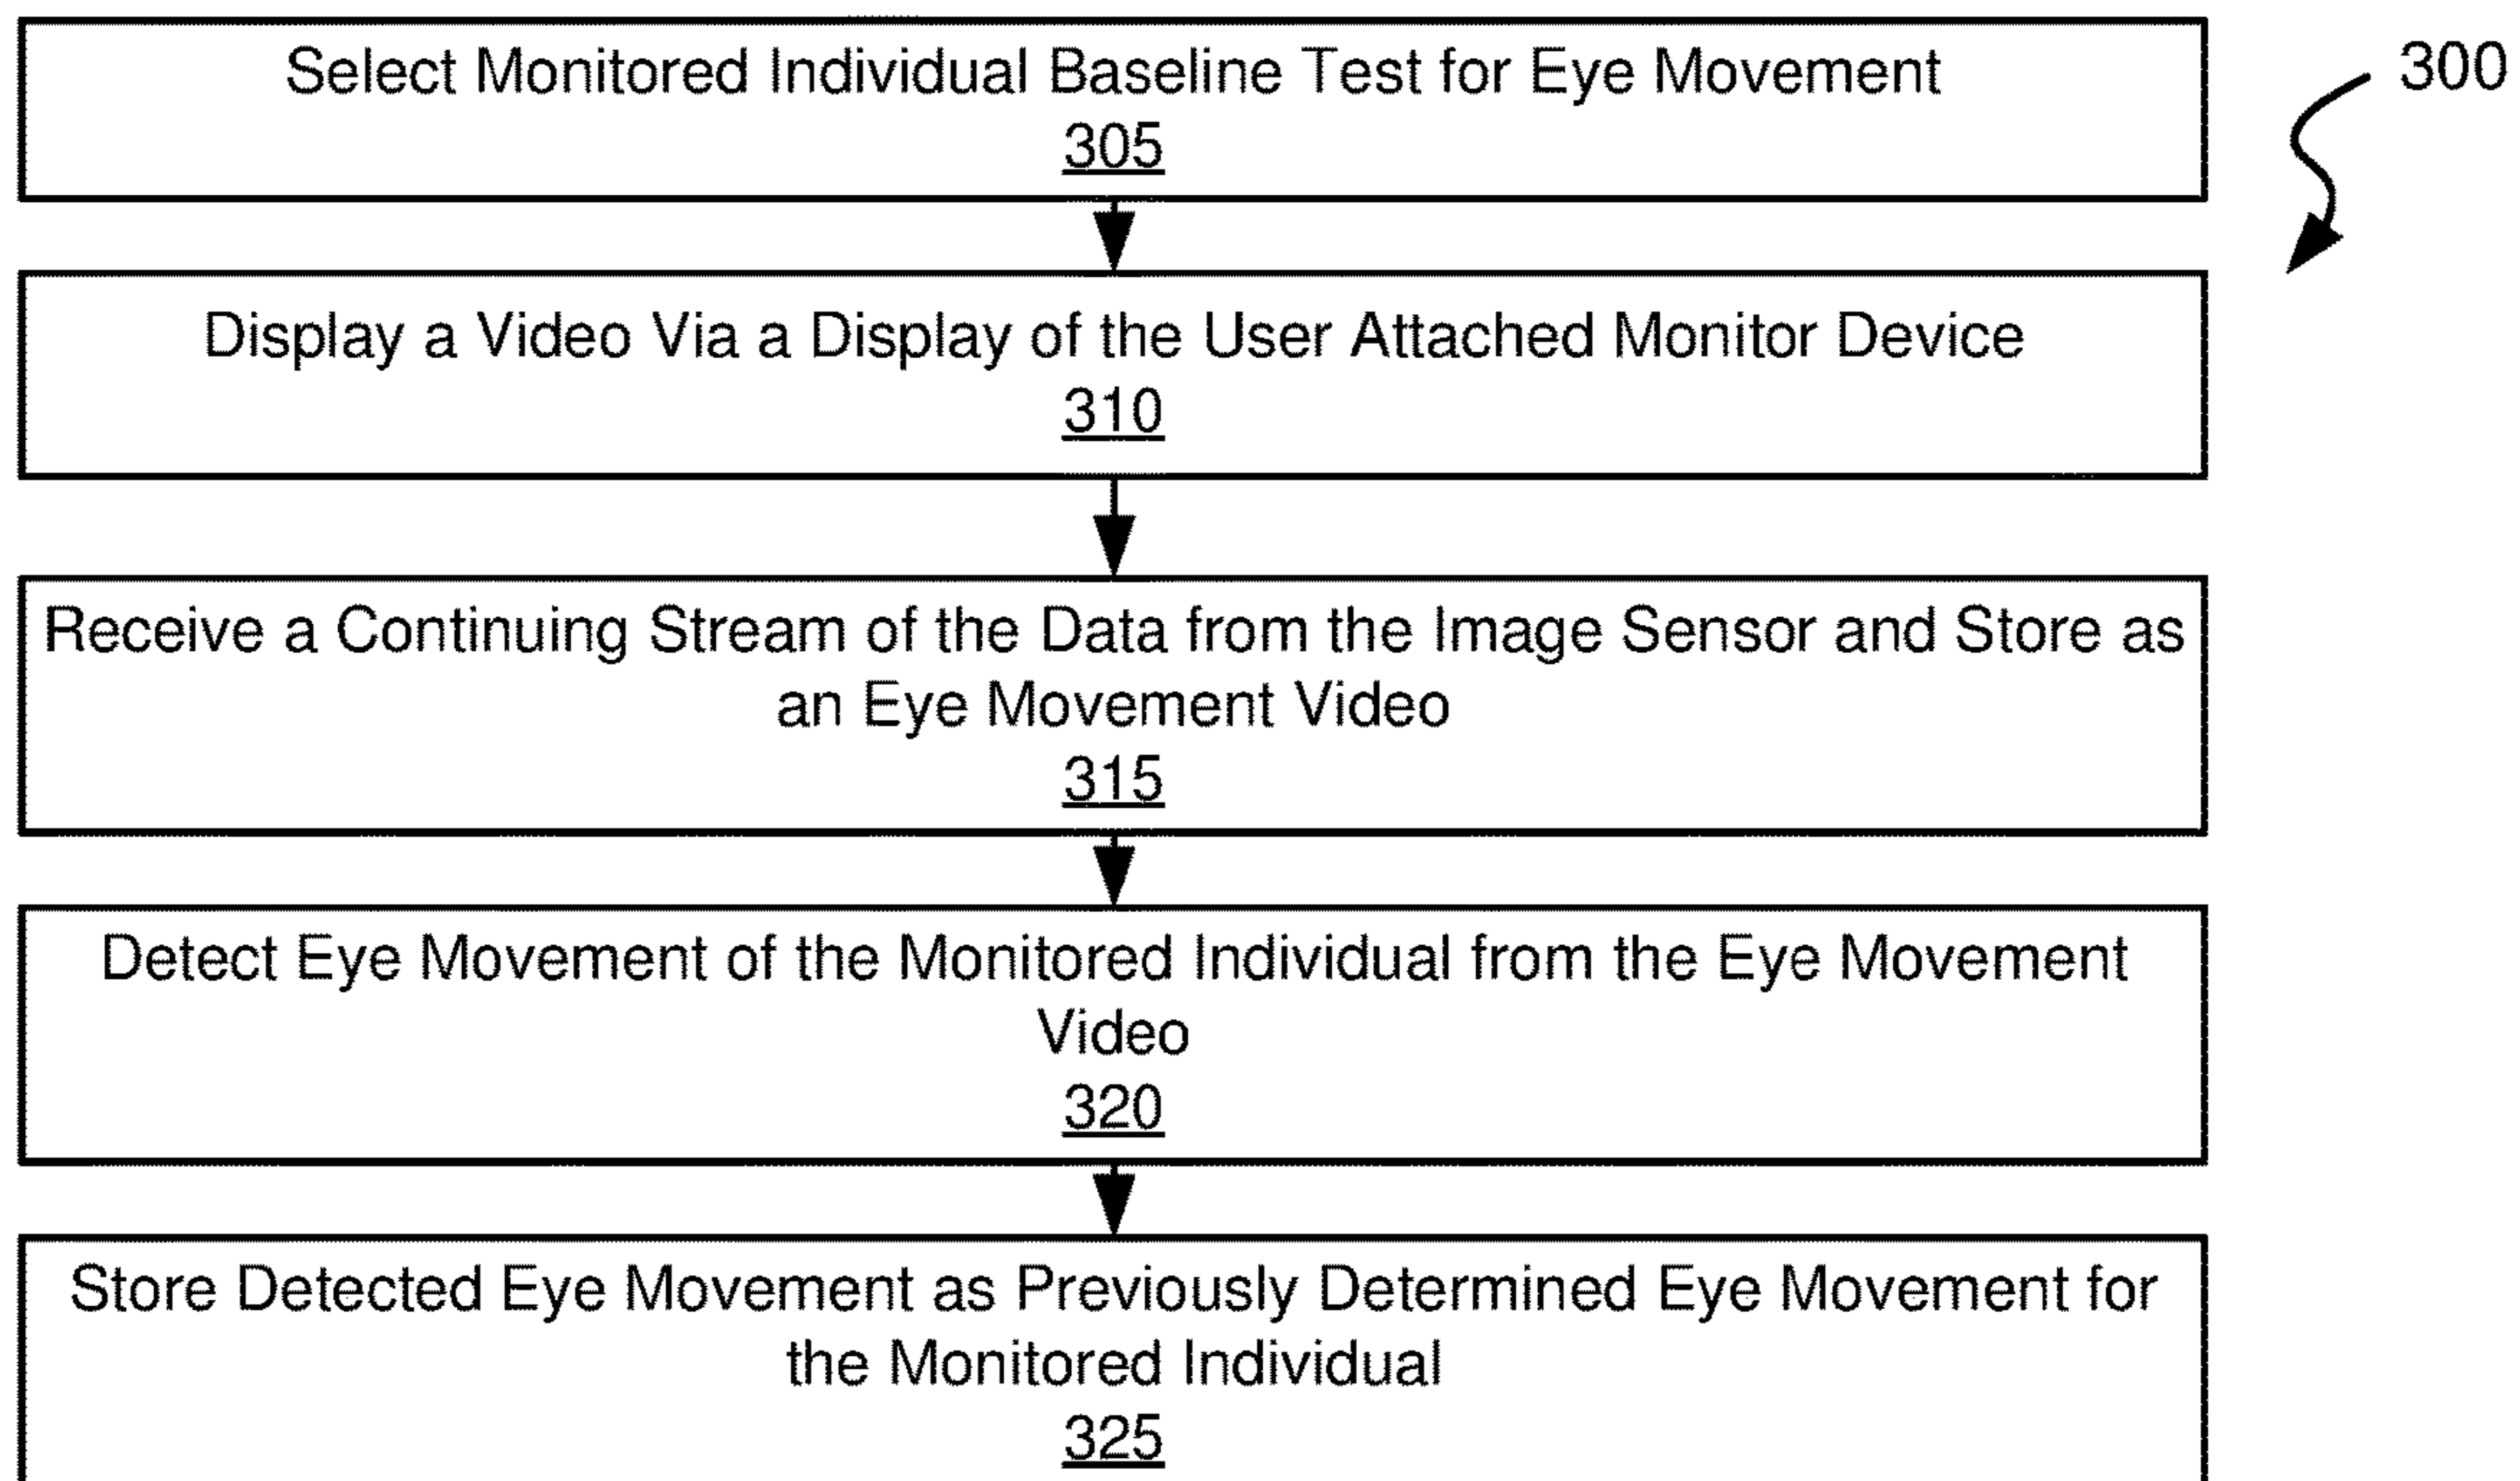 Select Monitored Individual Baseline Test for Eye Movement
305
300
Display a Video Via a Display of the User Attached Monitor Device
310
Receive a Continuing Stream of the Data from the Image Sensor and Store as
an Eye Movement Video
315
Detect Eye Movement of the Monitored Individual from the Eye Movement
Video
320
Store Detected Eye Movement as Previously Determined Eye Movement for
the Monitored Individual
325